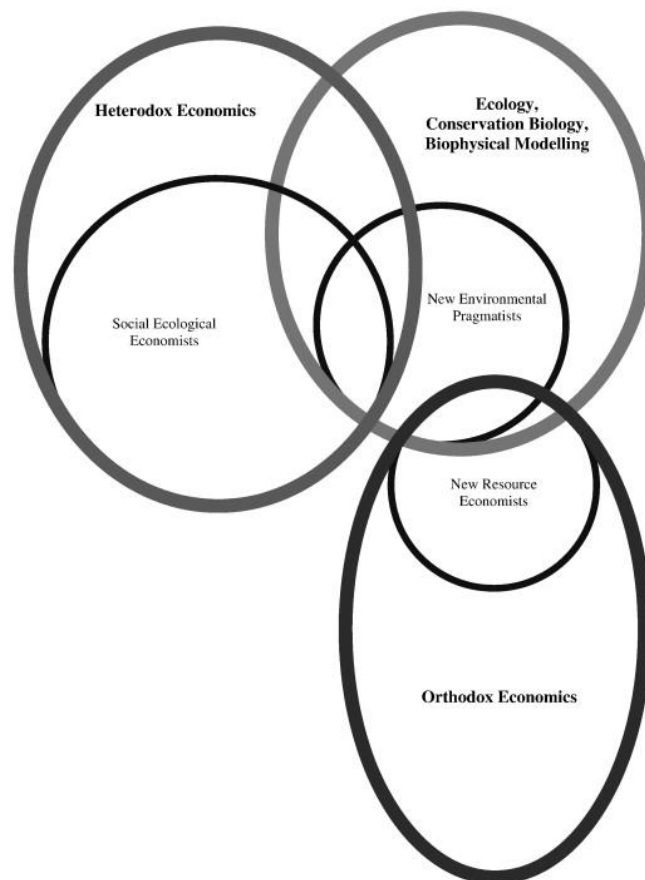 Heterodox Economics
Ecology,
Conservation Biology,
Biophysical Modelling
Social Ecological
Economists
New Environmental
Pragmatists
New Resource
Economists
Orthodox Economics